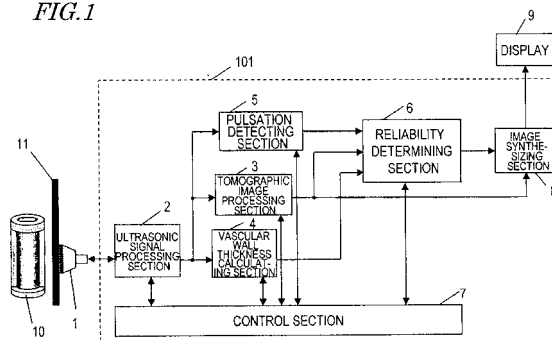 FIG.1
9
DISPLAY
101
5
PULSATION
DETECTING
SECTION
6
RELIABILITY
DETERMINING
SECTION
IMAGE
SYNTHE-
SIZING
SECTION
8
11
3
TOMOGRAPHIC
IMAGE
PROCESSING
SECTION
2
ULTRASONIC
SIGNAL
PROCESSING
SECTION
4
VASCULAR
WALL
THICKNESS
CALCULAT-
ING SECTION
7
CONTROL SECTION
10
1